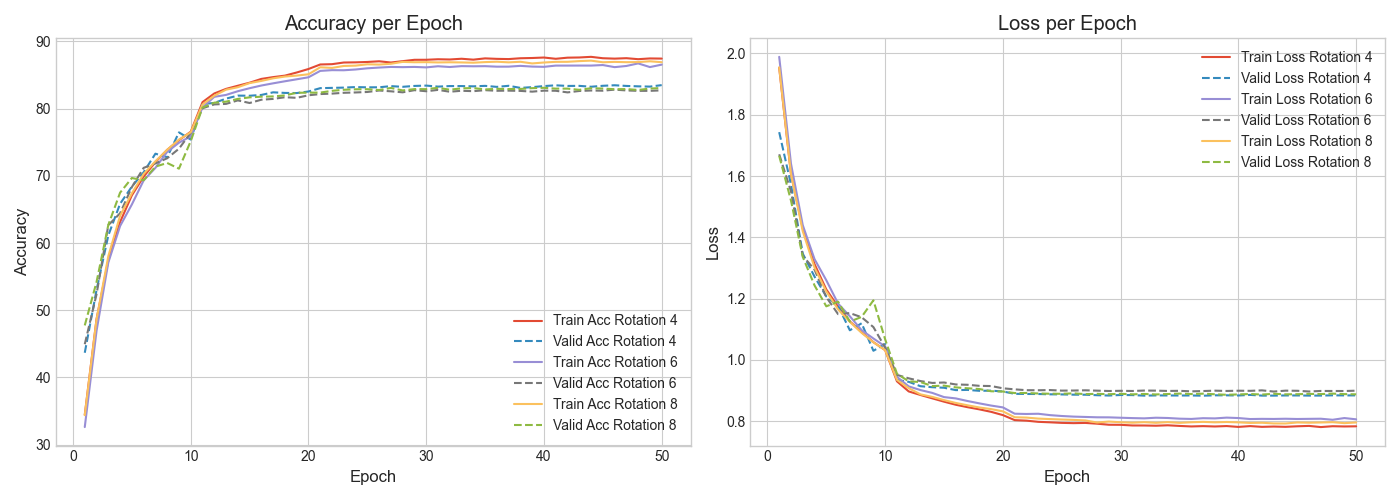 Accuracy per Epoch
90
80
70
60
50
40
30
Accuracy
0
10
20
30
40
50
Epoch
Train Acc Rotation 4
Valid Acc Rotation 4
Train Acc Rotation 6
Valid Acc Rotation 6
Train Acc Rotation 8
Valid Acc Rotation 8
Loss per Epoch
2.0
1.8
1.6
1.4
1.2
1.0
0.8
Loss
0
10
20
30
40
50
Epoch
Train Loss Rotation 4
Valid Loss Rotation 4
Train Loss Rotation 6
Valid Loss Rotation 6
Train Loss Rotation 8
Valid Loss Rotation 8